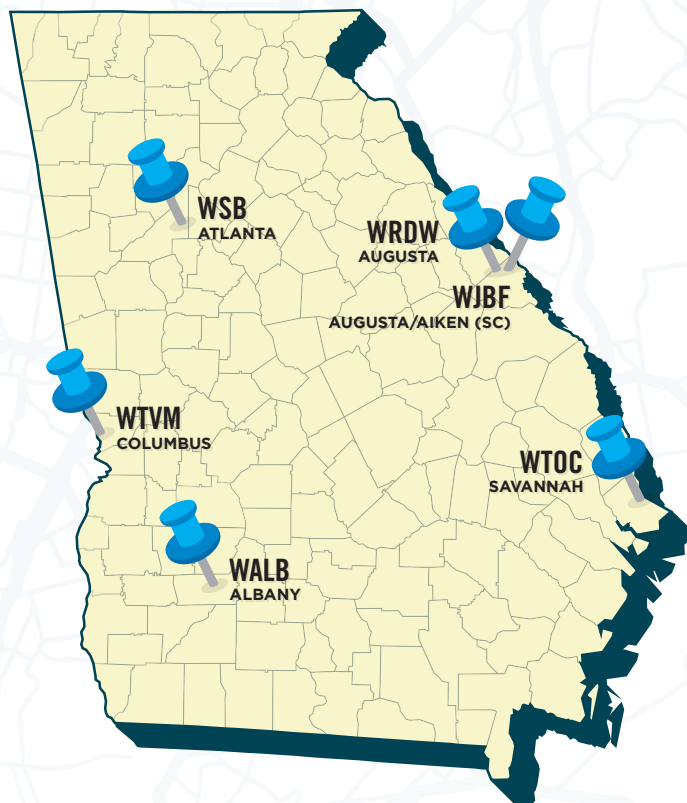 WSB
ATLANTA
WRDW
AUGUSTA
WJBF
AUGUSTA/AIKEN (SC)
WTVM
COLUMBUS
WTOC
SAVANNAH
WALB
ALBANY